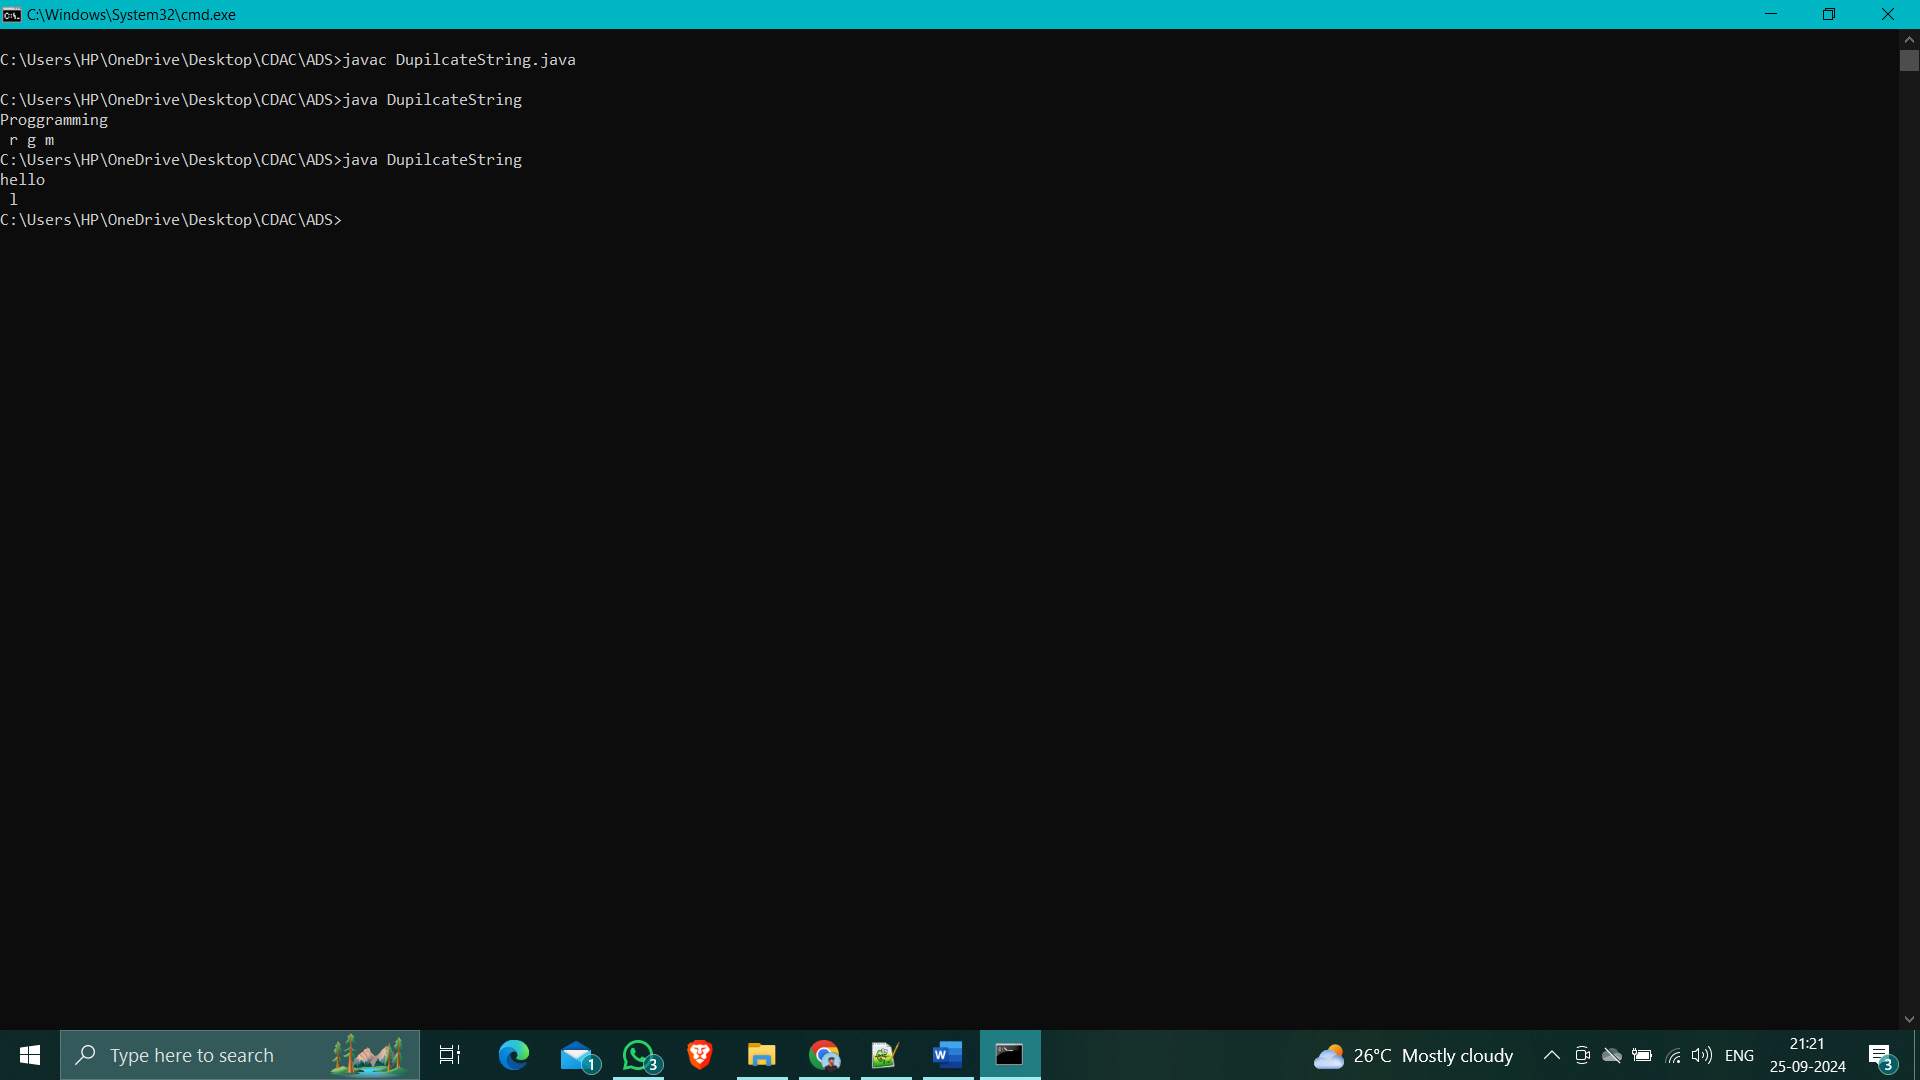 C:\Windows\System32\cmd.exe
C:\Users\HP\OneDrive\Desktop\CDAC\ADS>javac DupilcateString.java
C:\Users\HP\OneDrive\Desktop\CDAC\ADS>java DupilcateString
Proggramming
 r g m
C:\Users\HP\OneDrive\Desktop\CDAC\ADS>java DupilcateString
hello
 l
C:\Users\HP\OneDrive\Desktop\CDAC\ADS>
Type here to search
1
3
26°C Mostly cloudy
ENG
21:21
25-09-2024
3